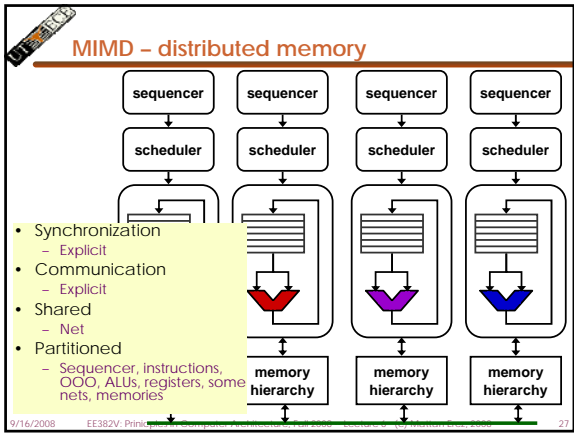 UT ECE
MIMD – distributed memory
sequencer sequencer sequencer sequencer
scheduler scheduler scheduler scheduler
• Synchronization
– Explicit
• Communication
– Explicit
• Shared
– Net
• Partitioned
– Sequencer, instructions,
OOO, ALUs, registers, some
nets, memories
memory memory memory
hierarchy hierarchy hierarchy
9/16/2008 EE382V: Principles in Computer Architecture, Fall 2008 -- Lecture 6 (c) Mattan Erez, 2008 27